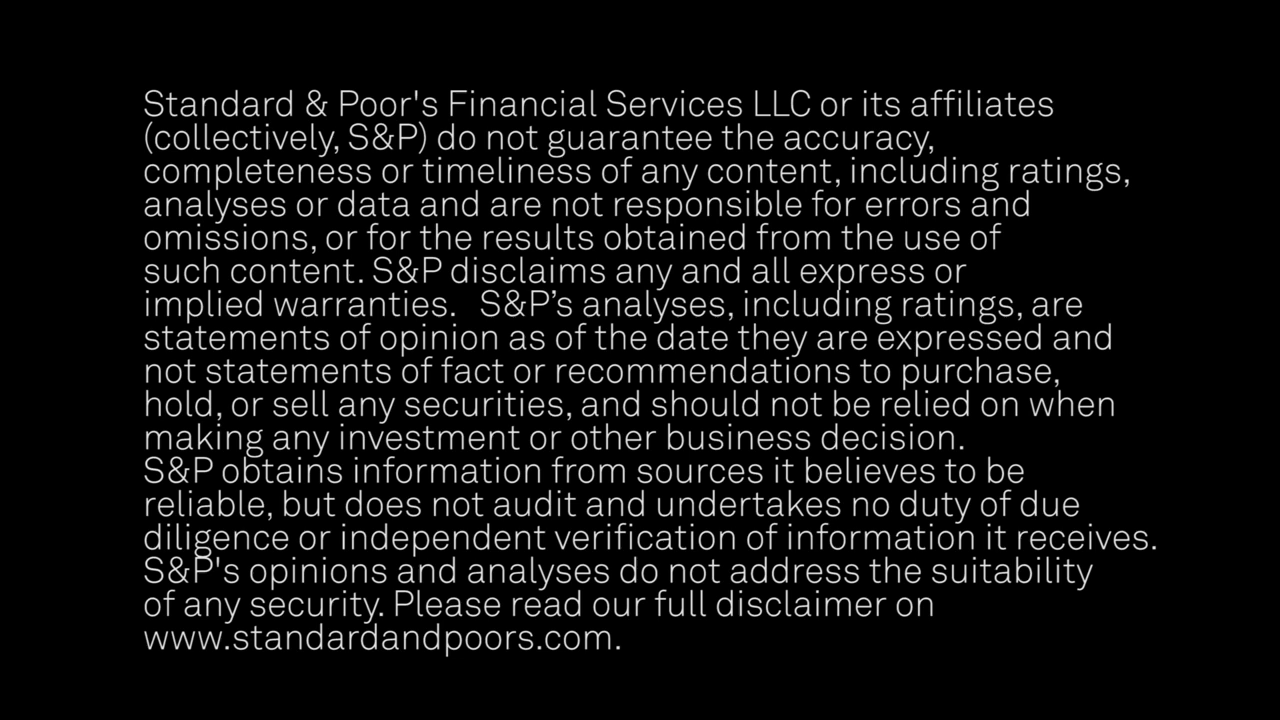 Standard & Poor's Financial Services LLC or its affiliates
(collectively, S&P) do not guarantee the accuracy,
completeness or timeliness of any content, including ratings,
analyses or data and are not responsible for errors and
omissions, or for the results obtained from the use of
such content. S&P disclaims any and all express or
implied warranties.   S&P’s analyses, including ratings, are
statements of opinion as of the date they are expressed and
not statements of fact or recommendations to purchase,
hold, or sell any securities, and should not be relied on when
making any investment or other business decision.
S&P obtains information from sources it believes to be
reliable, but does not audit and undertakes no duty of due
diligence or independent verification of information it receives.
S&P's opinions and analyses do not address the suitability
of any security. Please read our full disclaimer on
www.standardandpoors.com.